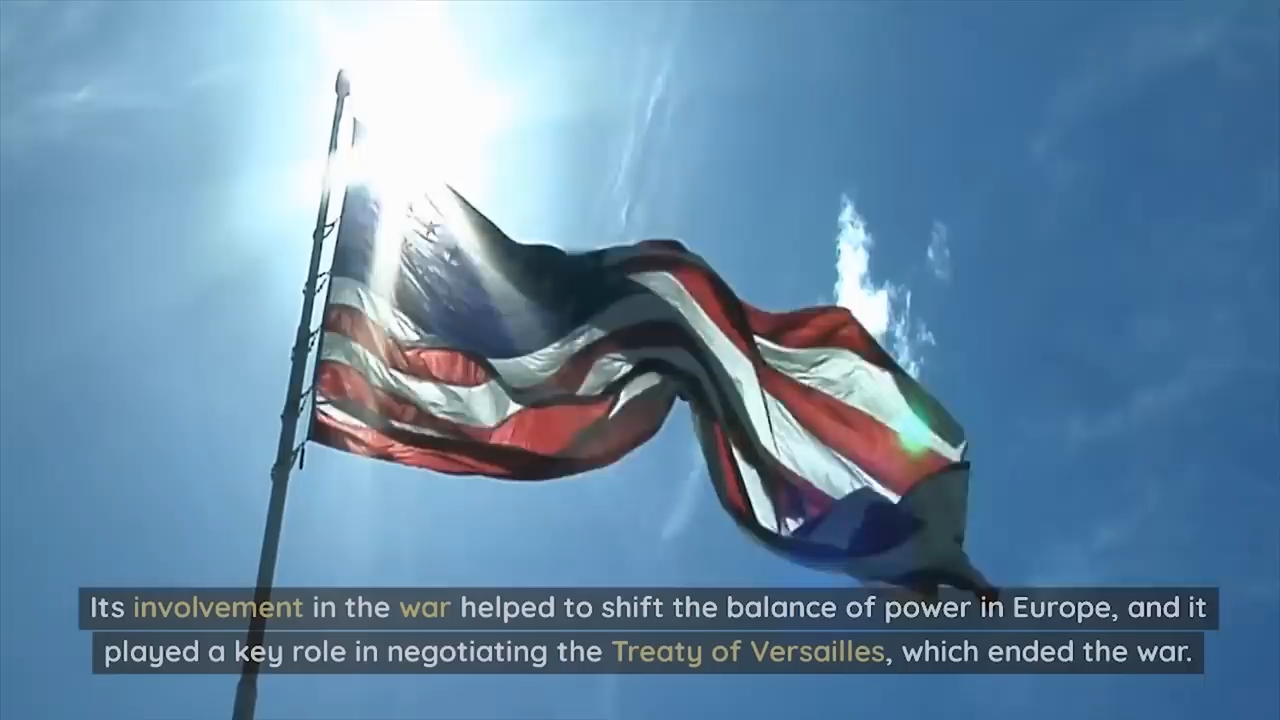 Its involvement in the war helped to shift the balance of power in Europe, and it
played a key role in negotiating the Treaty of Versailles, which ended the war.